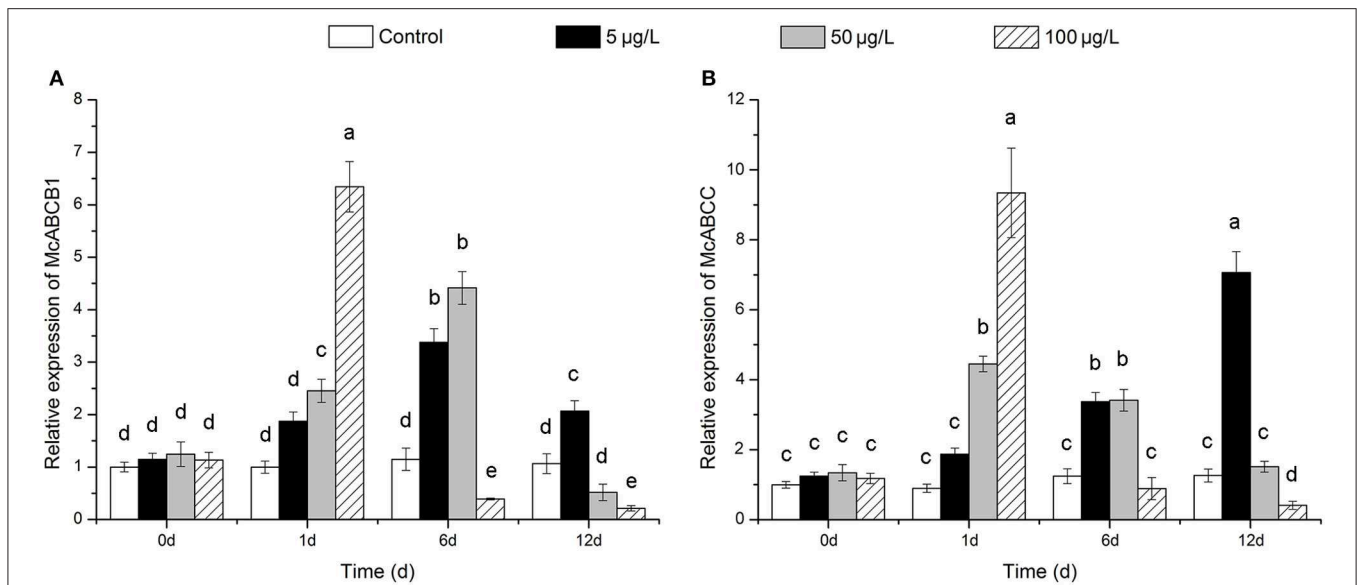 Control 5 µg/L 50 µg/L 100 µg/L
A
8
7
6
5
4
3
2
1
0
Relative expression of McABCB1
d d d d
d d c a
d b b e
d c d e
0d 1d 6d 12d
Time (d)
B
12
10
8
6
4
2
0
Relative expression of McABCC
c c c c
c c b a
c b b c
c a c d
0d 1d 6d 12d
Time (d)